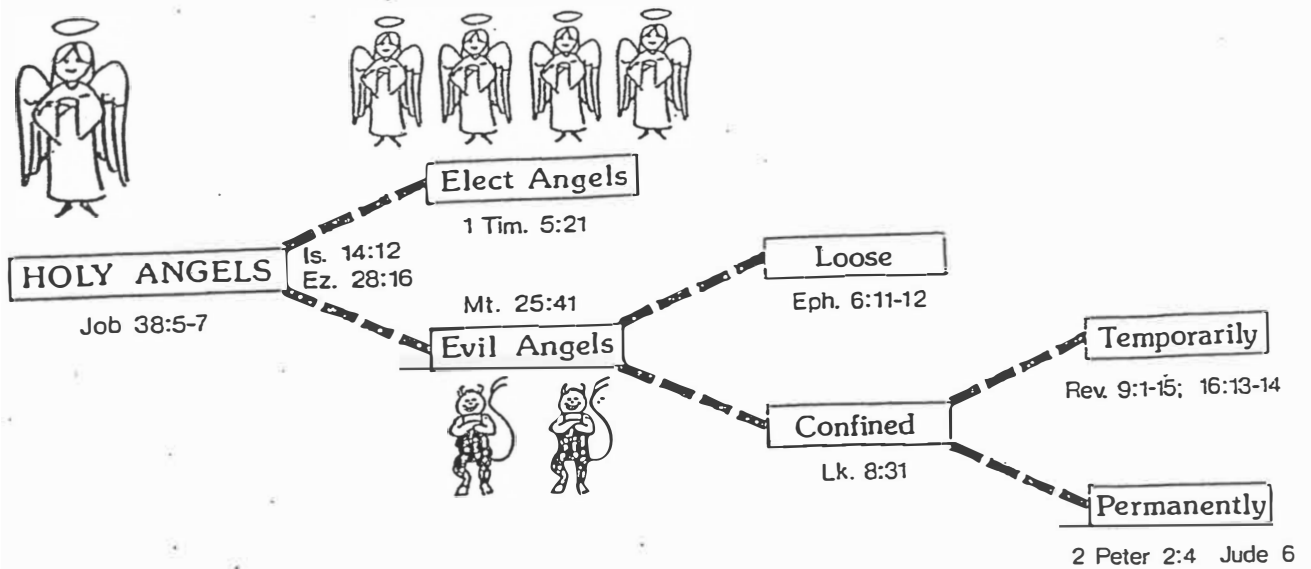 Elect Angels
1 Tim. 5:21
HOLY ANGELS
Job 38:5-7
Is. 14:12
Ez. 28:16
Mt. 25:41
Evil Angels
Loose
Eph. 6:11-12
Confined
Lk. 8:31
Temporarily
Rev. 9:1-15; 16:13-14
Permanently
2 Peter 2:4 Jude 6